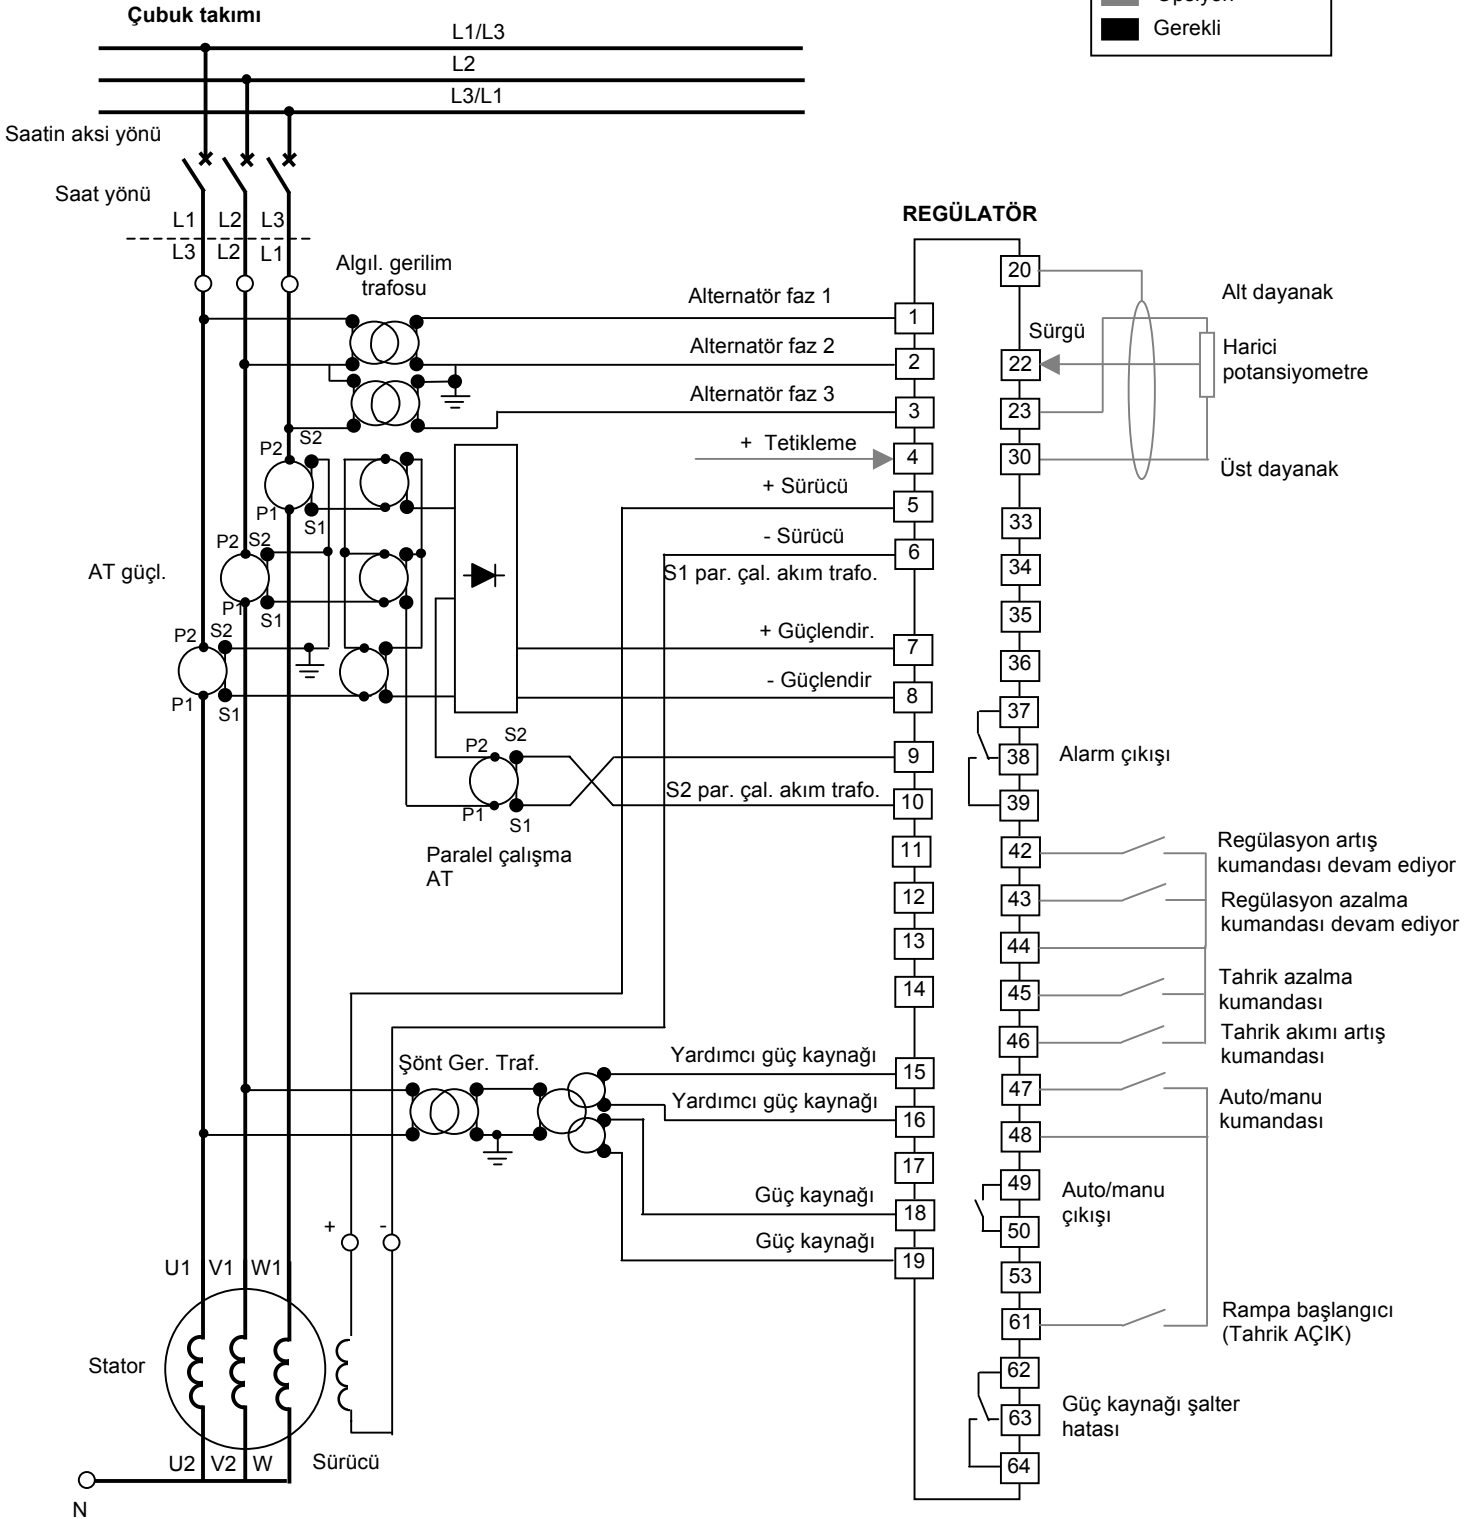 Çubuk takımı
Opsiyon
Gerekli
L1/L3
L2
L3/L1
Saatin aksi yönü
Saat yönü
L1 L2 L3
L3 L2 L1
Algıl. gerilim
trafosu
REGÜLATÖR
Alternatör faz 1
Alternatör faz 2
Alternatör faz 3
+ Tetikleme
+ Sürücü
- Sürücü
S1 par. çal. akım trafo.
+ Güçlendir.
- Güçlendir
S2 par. çal. akım trafo.
1
2
3
4
5
6
7
8
9
10
11
12
13
14
15
16
17
18
19
20
22
23
30
33
34
35
36
37
38
39
42
43
44
45
46
47
48
49
50
53
61
62
63
64
Sürgü
Alt dayanak
Harici
potansiyometre
Üst dayanak
P2 S2
P1 S1
P2 S2
P1 S1
P2 S2
P1 S1
AT güçl.
P2 S2
P1 S1
Paralel çalışma
AT
Alarm çıkışı
Regülasyon artış
kumandası devam ediyor
Regülasyon azalma
kumandası devam ediyor
Tahrik azalma
kumandası
Tahrik akımı artış
kumandası
Auto/manu
kumandası
Auto/manu
çıkışı
Rampa başlangıcı
(Tahrik AÇIK)
Güç kaynağı şalter
hatası
Şönt Ger. Traf.
Yardımcı güç kaynağı
Yardımcı güç kaynağı
Güç kaynağı
Güç kaynağı
+ -
U1 V1 W1
Stator
U2 V2 W
Sürücü
N